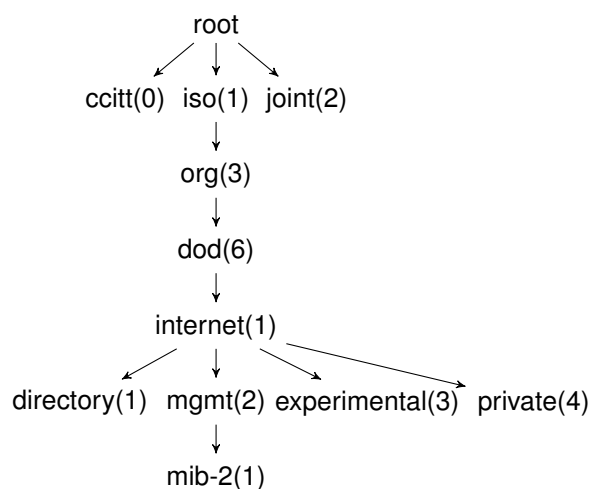 root
ccitt(0) iso(1) joint(2)
org(3)
dod(6)
internet(1)
directory(1) mgmt(2) experimental(3) private(4)
mib-2(1)